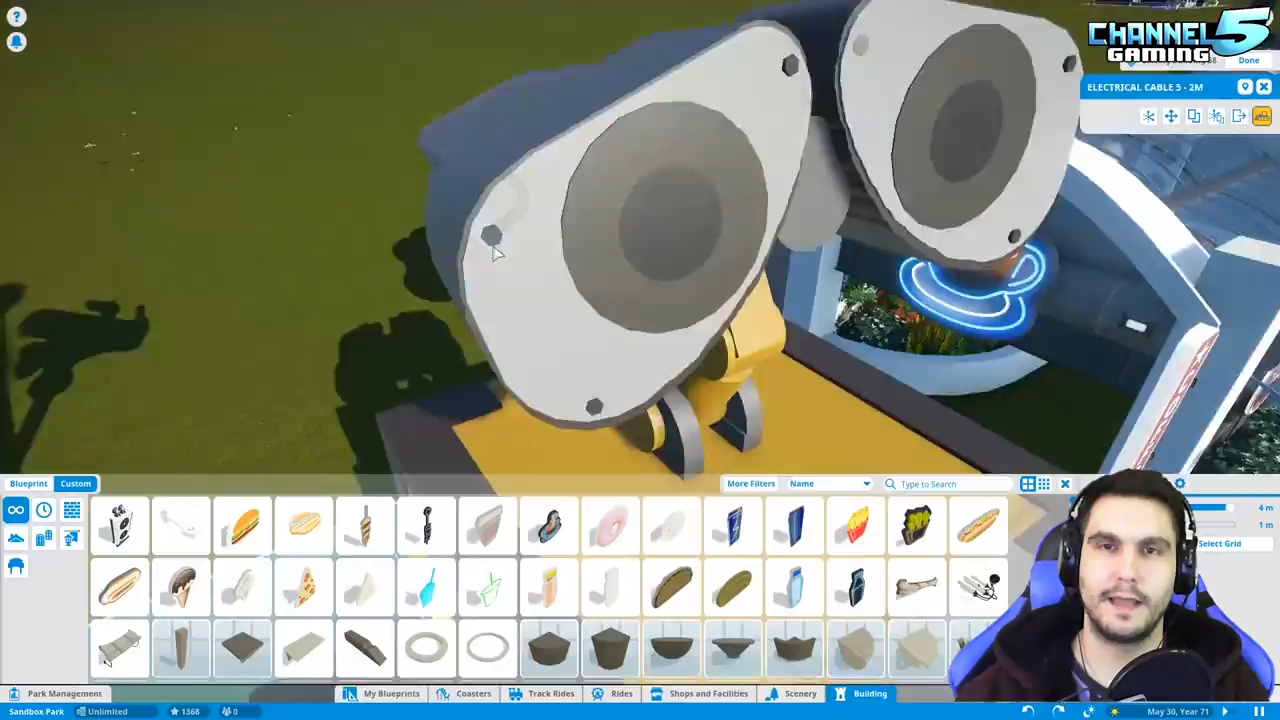 ?
CHANNEL 5
GAMING
Done
ELECTRICAL CABLE 5 - 2M
Blueprint Custom More Filters Name Type to Search
4 m
1 m
Select Grid
Park Management My Blueprints Coasters Track Rides Rides Shops and Facilities Scenery Building
Sandbox Park Unlimited 1368 0 May 30, Year 71